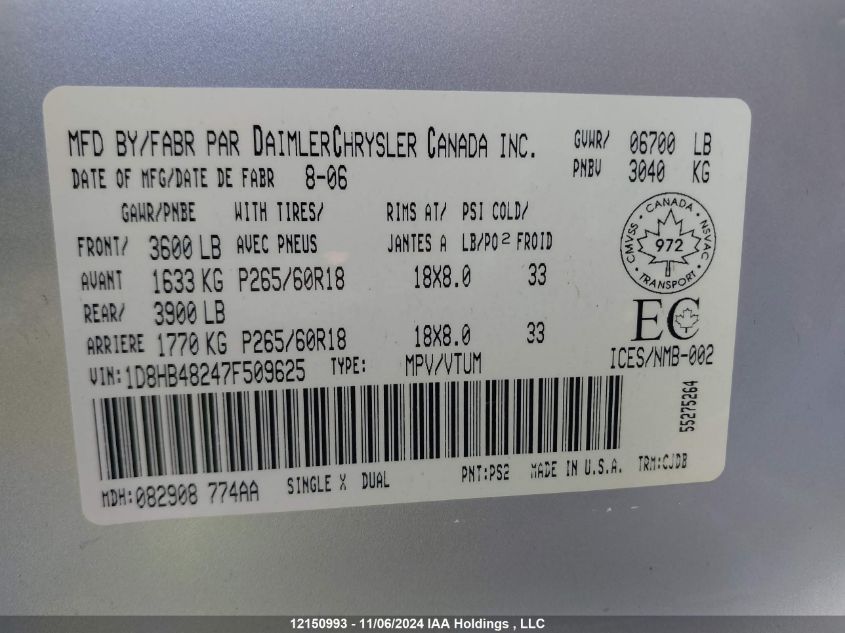 MFD BY/FABR PAR DAIMLERCHRYSLER CANADA INC. GVWR/ 06700 LB
DATE OF MFG/DATE DE FABR 8-06 PNBV 3040 KG
GAWR/PNBE WITH TIRES/ RIMS AT/ PSI COLD/
FRONT/ 3600 LB AVEC PNEUS JANTES A LB/PO² FROID
AVANT 1633 KG P265/60R18 18X8.0 33
REAR/ 3900 LB
ARRIERE 1770 KG P265/60R18 18X8.0 33
CANADA
CMVSS 972 NSVAC
TRANSPORT
EC
ICES/NMB-002
VIN:1D8HB48247F509625 TYPE: MPV/VTUM
55275264
MDH:082908 774AA SINGLE X DUAL PNT:PS2 MADE IN U.S.A. TRM:CJDB
12150993 - 11/06/2024 IAA Holdings , LLC